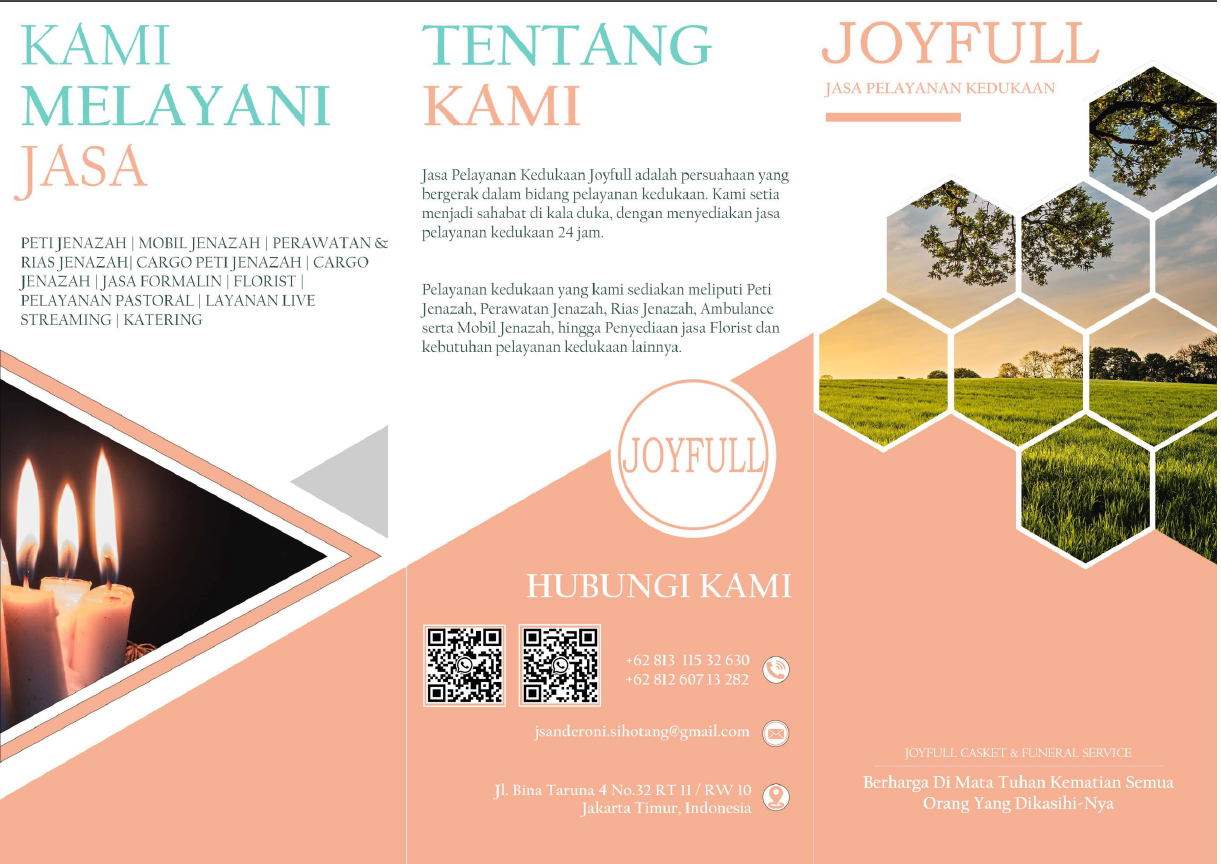 KAMI
MELAYANI
JASA
PETI JENAZAH | MOBIL JENAZAH | PERAWATAN &
RIAS JENAZAH| CARGO PETI JENAZAH | CARGO
JENAZAH | JASA FORMALIN | FLORIST |
PELAYANAN PASTORAL | LAYANAN LIVE
STREAMING | KATERING
TENTANG
KAMI
Jasa Pelayanan Kedukaan Joyfull adalah persuahaan yang
bergerak dalam bidang pelayanan kedukaan. Kami setia
menjadi sahabat di kala duka, dengan menyediakan jasa
pelayanan kedukaan 24 jam.
Pelayanan kedukaan yang kami sediakan meliputi Peti
Jenazah, Perawatan Jenazah, Rias Jenazah, Ambulance
serta Mobil Jenazah, hingga Penyediaan jasa Florist dan
kebutuhan pelayanan kedukaan lainnya.
JOYFULL
HUBUNGI KAMI
+62 813 115 32 630
+62 812 607 13 282
jsanderoni.sihotang@gmail.com
Jl. Bina Taruna 4 No.32 RT 11 / RW 10
Jakarta Timur, Indonesia
JOYFULL
JASA PELAYANAN KEDUKAAN
JOYFULL CASKET & FUNERAL SERVICE
Berharga Di Mata Tuhan Kematian Semua
Orang Yang Dikasihi-Nya